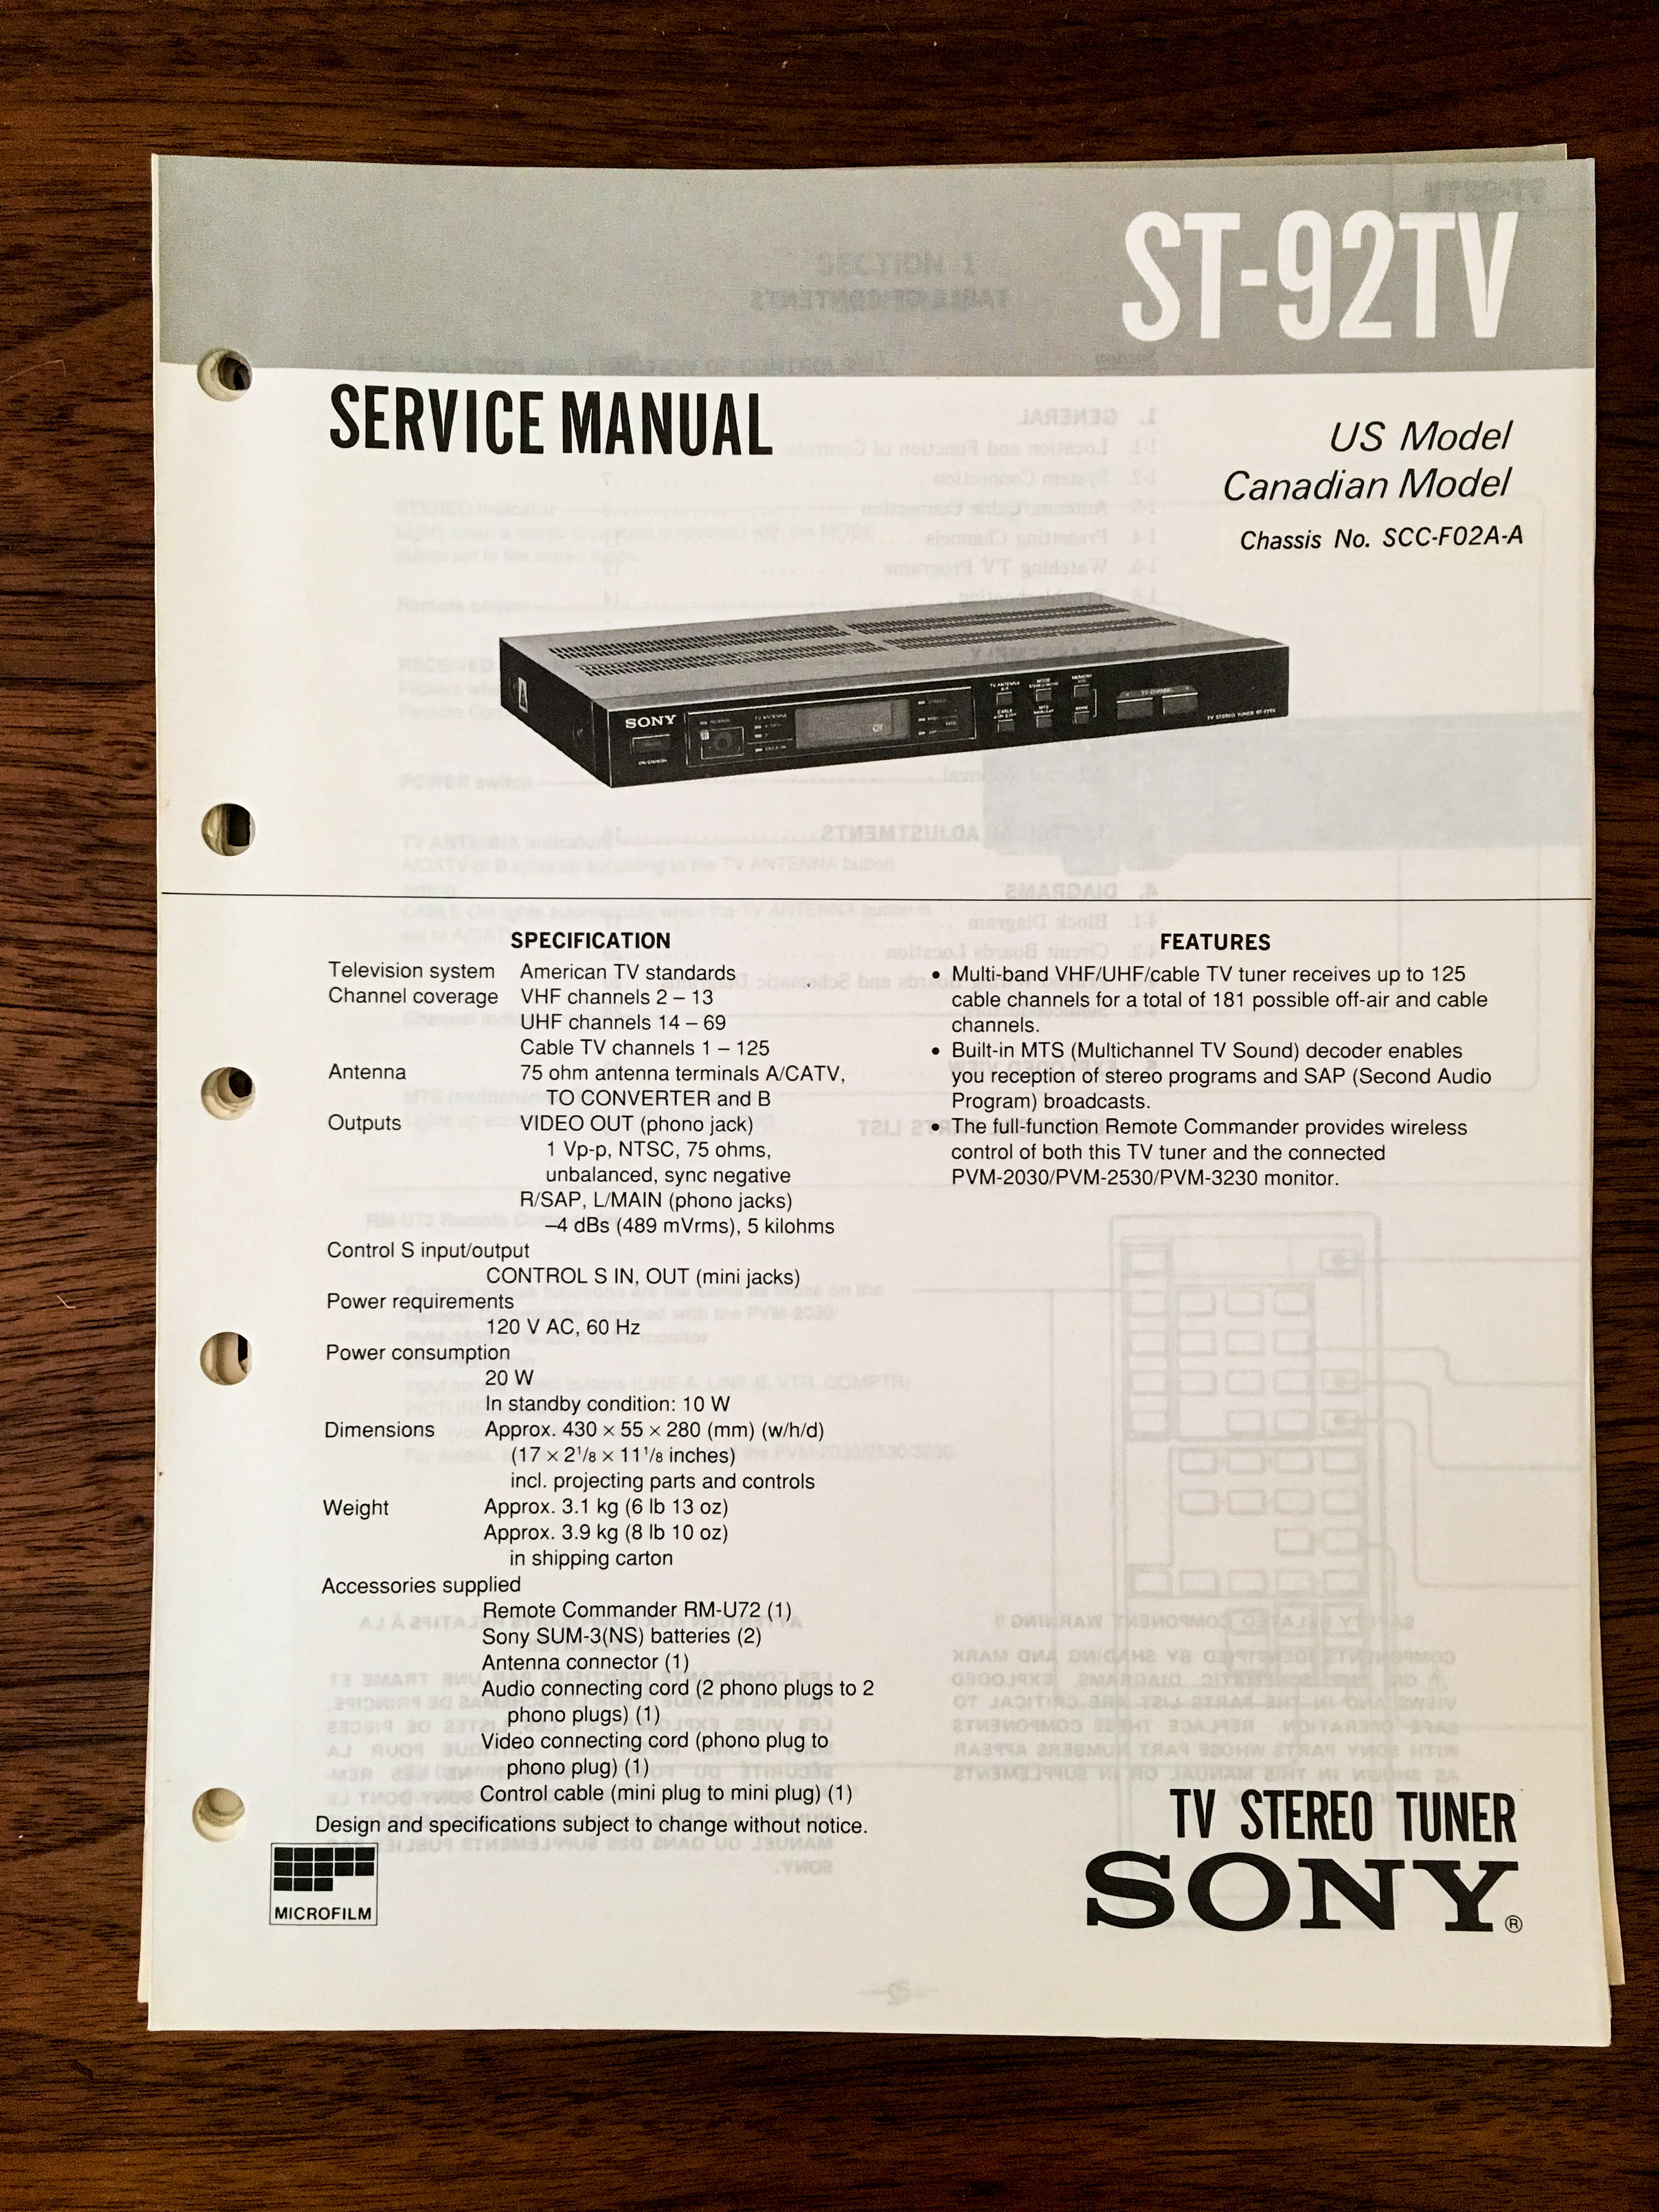 ST-92TV
SERVICE MANUAL
US Model
Canadian Model
Chassis No. SCC-F02A-A
SONY
SPECIFICATION
Television system American TV standards
Channel coverage VHF channels 2 – 13
UHF channels 14 – 69
Cable TV channels 1 – 125
Antenna 75 ohm antenna terminals A/CATV,
TO CONVERTER and B
Outputs VIDEO OUT (phono jack)
1 Vp-p, NTSC, 75 ohms,
unbalanced, sync negative
R/SAP, L/MAIN (phono jacks)
–4 dBs (489 mVrms), 5 kilohms
Control S input/output
CONTROL S IN, OUT (mini jacks)
Power requirements
120 V AC, 60 Hz
Power consumption
20 W
In standby condition: 10 W
Dimensions Approx. 430 × 55 × 280 (mm) (w/h/d)
(17 × 2¹/₈ × 11¹/₈ inches)
incl. projecting parts and controls
Weight Approx. 3.1 kg (6 lb 13 oz)
Approx. 3.9 kg (8 lb 10 oz)
in shipping carton
Accessories supplied
Remote Commander RM-U72 (1)
Sony SUM-3(NS) batteries (2)
Antenna connector (1)
Audio connecting cord (2 phono plugs to 2
phono plugs) (1)
Video connecting cord (phono plug to
phono plug) (1)
Control cable (mini plug to mini plug) (1)
Design and specifications subject to change without notice.
MICROFILM
FEATURES
• Multi-band VHF/UHF/cable TV tuner receives up to 125
cable channels for a total of 181 possible off-air and cable
channels.
• Built-in MTS (Multichannel TV Sound) decoder enables
you reception of stereo programs and SAP (Second Audio
Program) broadcasts.
• The full-function Remote Commander provides wireless
control of both this TV tuner and the connected
PVM-2030/PVM-2530/PVM-3230 monitor.
TV STEREO TUNER
SONY®